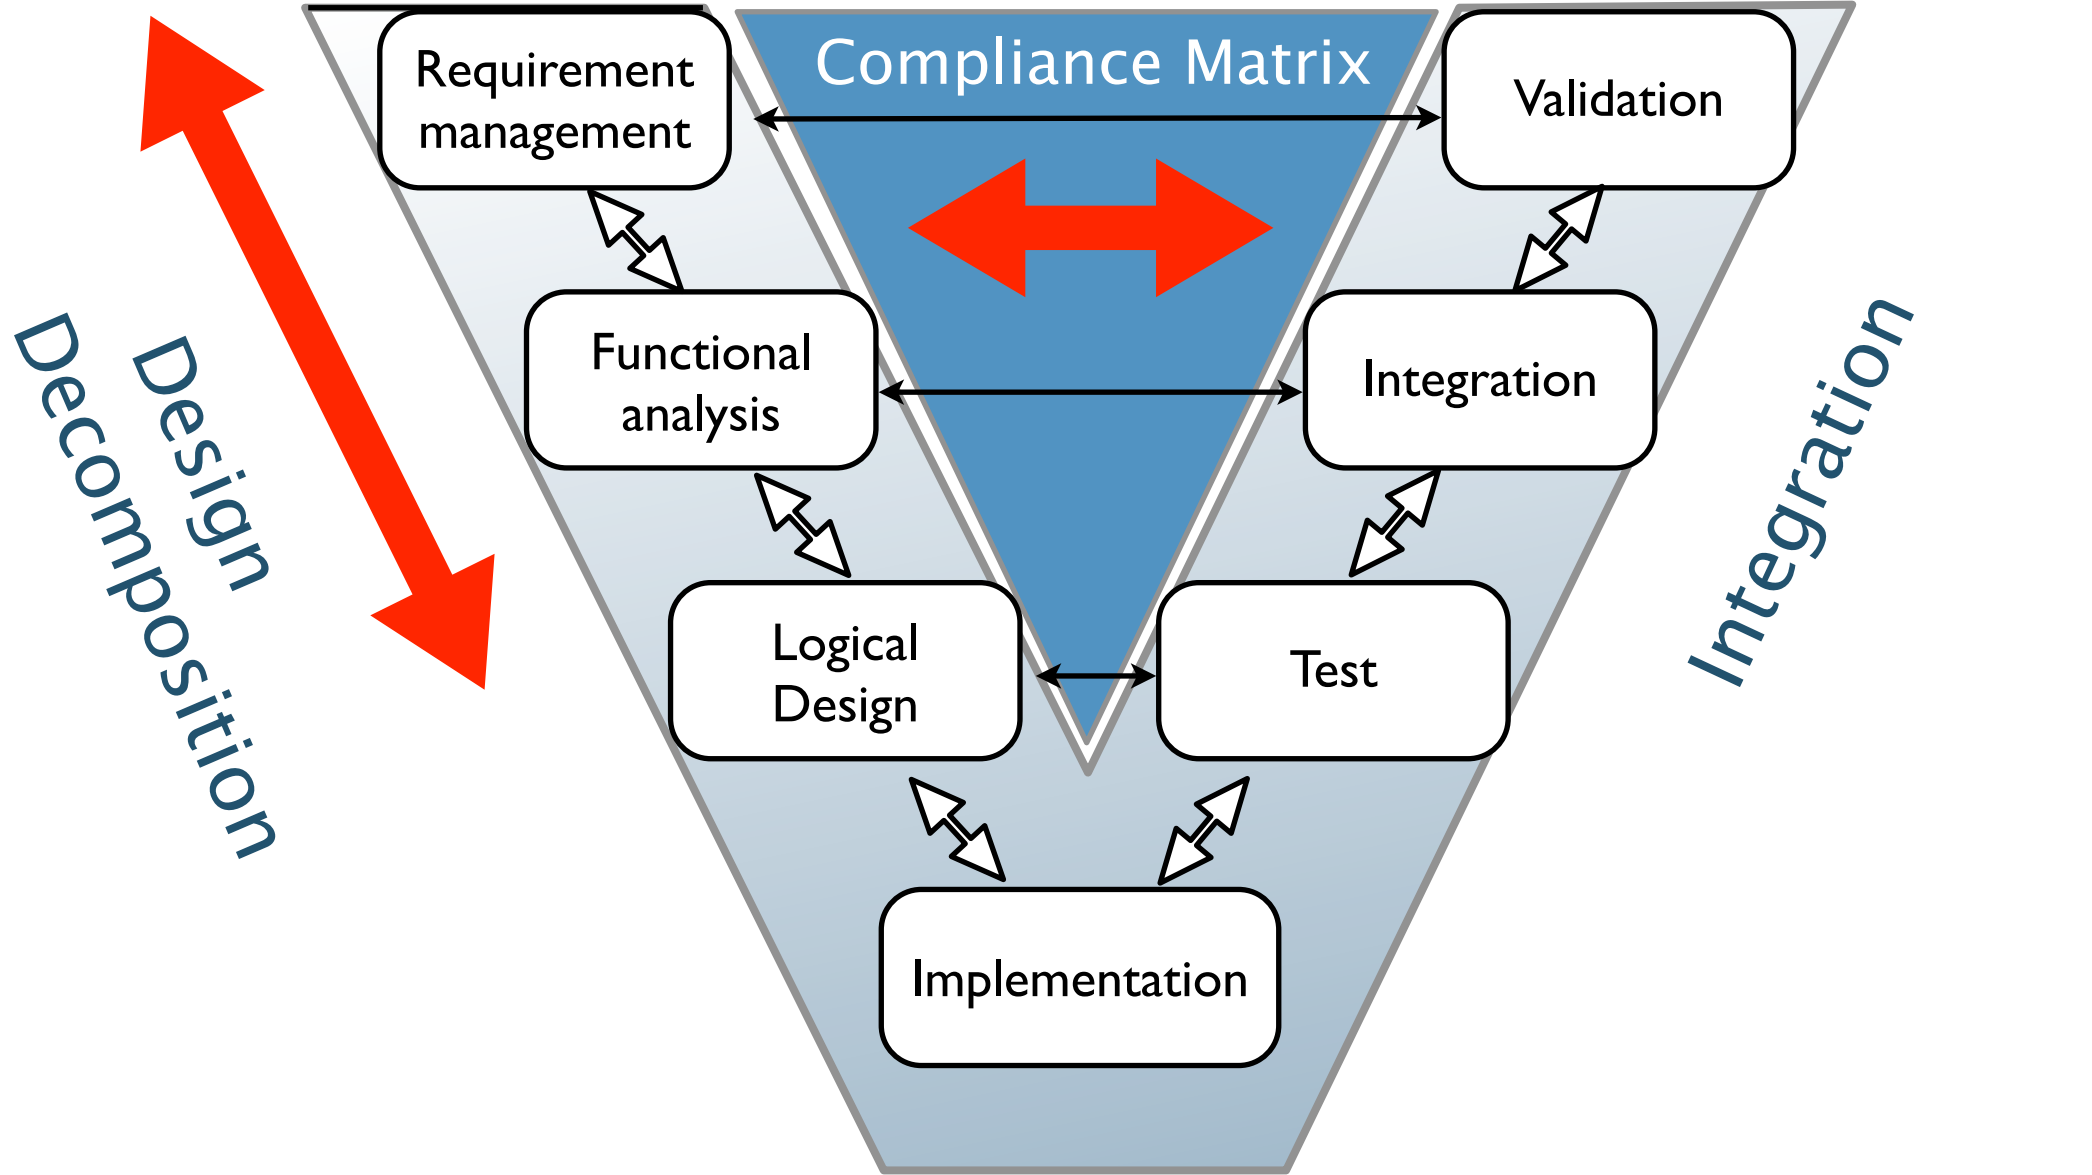 Compliance Matrix
Requirement
management
Validation
Functional
analysis
Integration
Logical
Design
Test
Implementation
Design
Decomposition
Integration